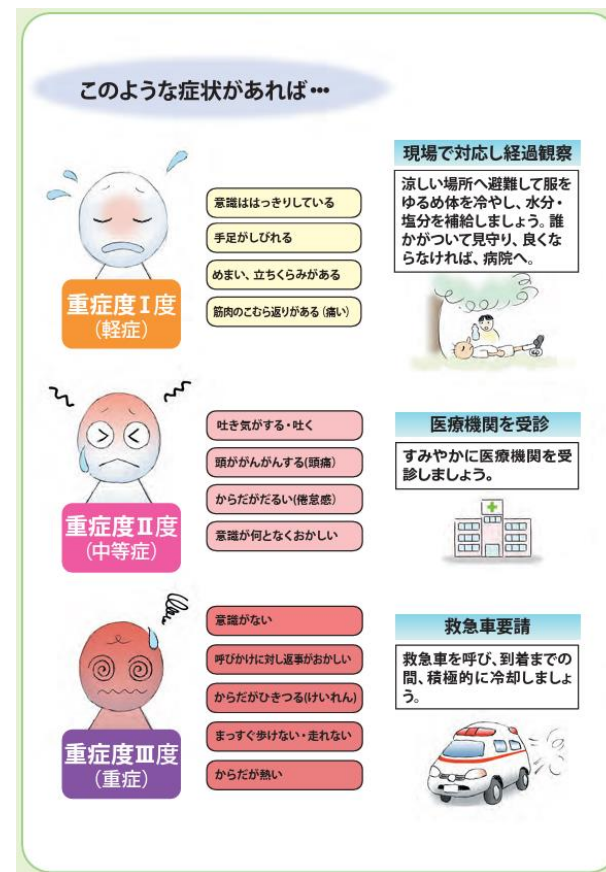 このような症状があれば…
重症度Ⅰ度
(軽症)
意識ははっきりしている
手足がしびれる
めまい、立ちくらみがある
筋肉のこむら返りがある(痛い)
現場で対応し経過観察
涼しい場所へ避難して服を
ゆるめ体を冷やし、水分・
塩分を補給しましょう。誰
かがついて見守り、良くな
らなければ、病院へ。
重症度Ⅱ度
(中等症)
吐き気がする・吐く
頭ががんがんする(頭痛)
からだがだるい(倦怠感)
意識が何となくおかしい
医療機関を受診
すみやかに医療機関を受
診しましょう。
重症度Ⅲ度
(重症)
意識がない
呼びかけに対し返事がおかしい
からだがひきつる(けいれん)
まっすぐ歩けない・走れない
からだが熱い
救急車要請
救急車を呼び、到着までの
間、積極的に冷却しましょ
う。